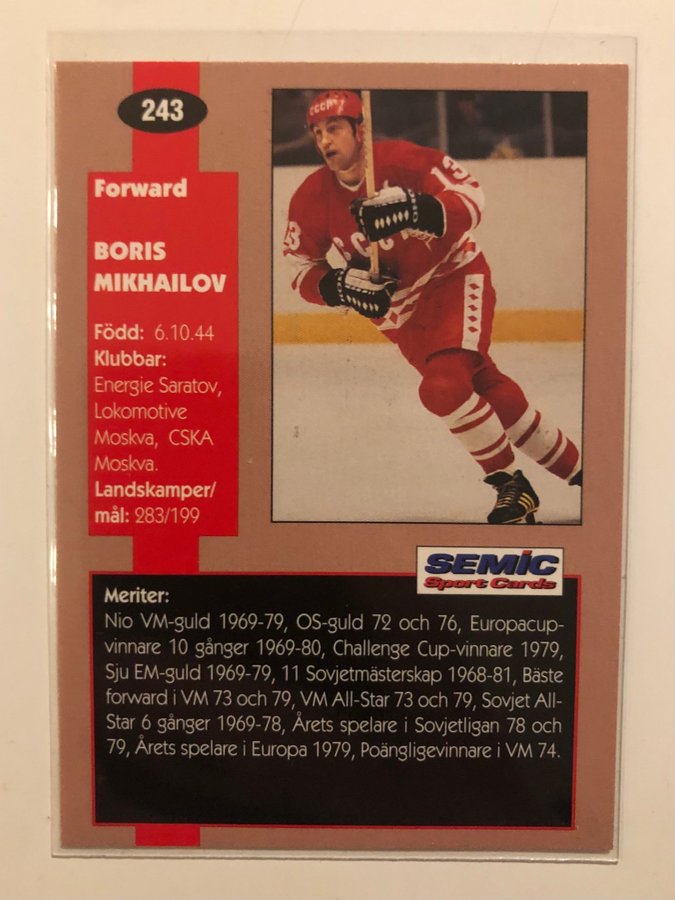 243
Forward
BORIS
MIKHAILOV
Född: 6.10.44
Klubbar:
Energie Saratov,
Lokomotive
Moskva, CSKA
Moskva.
Landskamper/
mål: 283/199
CCCP
13
13
CCCP
SEMIC
Sport Cards
Meriter:
Nio VM-guld 1969-79, OS-guld 72 och 76, Europacup-
vinnare 10 gånger 1969-80, Challenge Cup-vinnare 1979,
Sju EM-guld 1969-79, 11 Sovjetmästerskap 1968-81, Bäste
forward i VM 73 och 79, VM All-Star 73 och 79, Sovjet All-
Star 6 gånger 1969-78, Årets spelare i Sovjetligan 78 och
79, Årets spelare i Europa 1979, Poängligevinnare i VM 74.